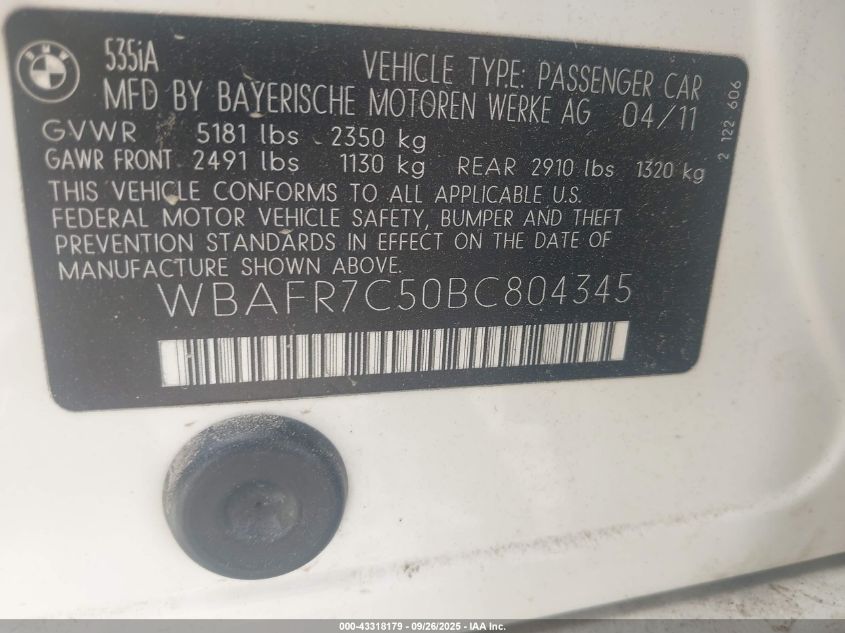 BMW
535iA
VEHICLE TYPE: PASSENGER CAR
MFD BY BAYERISCHE MOTOREN WERKE AG 04/11
GVWR 5181 lbs - 2350 kg
GAWR FRONT 2491 lbs 1130 kg REAR 2910 lbs 1320 kg
THIS VEHICLE CONFORMS TO ALL APPLICABLE U.S.
FEDERAL MOTOR VEHICLE SAFETY, BUMPER AND THEFT
PREVENTION STANDARDS IN EFFECT ON THE DATE OF
MANUFACTURE SHOWN ABOVE.
WBAFR7C50BC804345
2 122 606
000-43318179 - 09/26/2025 - IAA Inc.